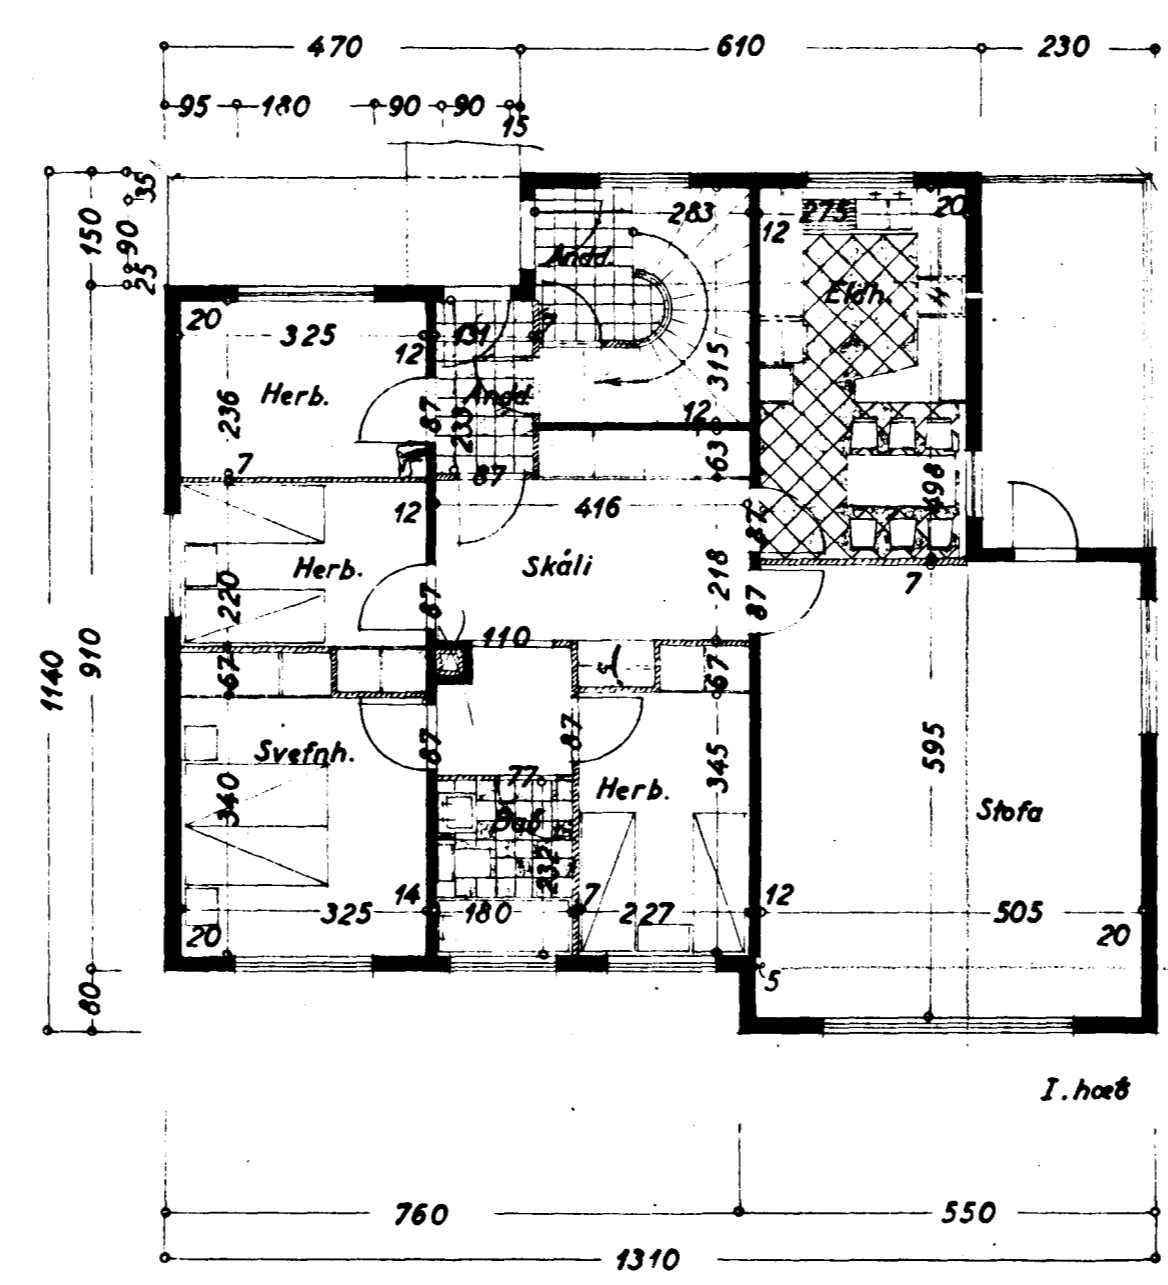 470 610 230
95 180 90 90
15
35
150 90 283 12 275 20
25 Andd. Eldh.
20 325 12 131 7
315
Herb. 236 87 Andd. 233 12
7 87 63 498
12 416 87
Herb. Skáli 218 7
220 87 87
1140 910 110
67 67
Svefnh. 87 87 595
340 77 Herb. 345 Stofa
Bað
232
14 7 12
325 180 227 505
20 20
80 5
I. hæð
760 550
1310